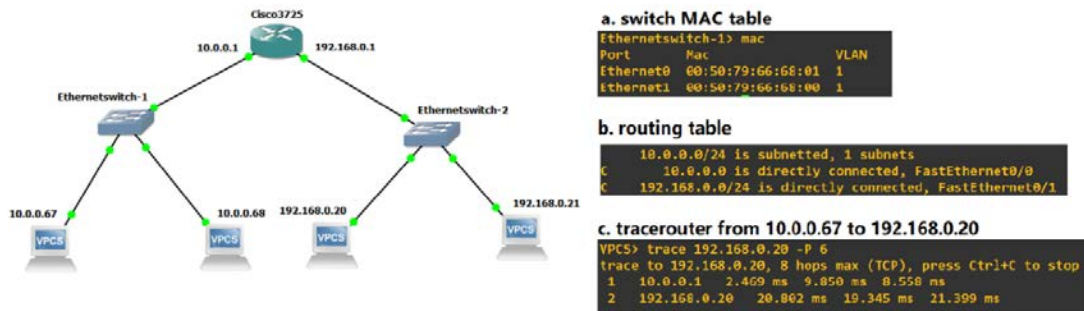 Cisco3725
10.0.0.1
192.168.0.1
Ethernetswitch-1
Ethernetswitch-2
10.0.0.67
10.0.0.68
192.168.0.20
192.168.0.21
VPCS
VPCS
VPCS
VPCS
a. switch MAC table
Ethernetswitch-1> mac
Port Mac VLAN
Ethernet0 00:50:79:66:68:01 1
Ethernet1 00:50:79:66:68:00 1
b. routing table
10.0.0.0/24 is subnetted, 1 subnets
C 10.0.0.0 is directly connected, FastEthernet0/0
C 192.168.0.0/24 is directly connected, FastEthernet0/1
c. tracerouter from 10.0.0.67 to 192.168.0.20
VPCS> trace 192.168.0.20 -P 6
trace to 192.168.0.20, 8 hops max (TCP), press Ctrl+C to stop
1 10.0.0.1 2.469 ms 9.850 ms 8.558 ms
2 192.168.0.20 20.802 ms 19.345 ms 21.399 ms